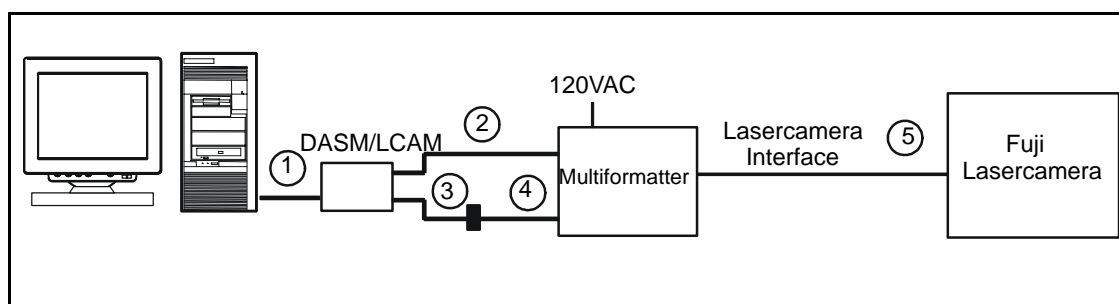 120VAC
DASM/LCAM
1
2
3
4
Multiformatter
Lasercamera
Interface
5
Fuji
Lasercamera